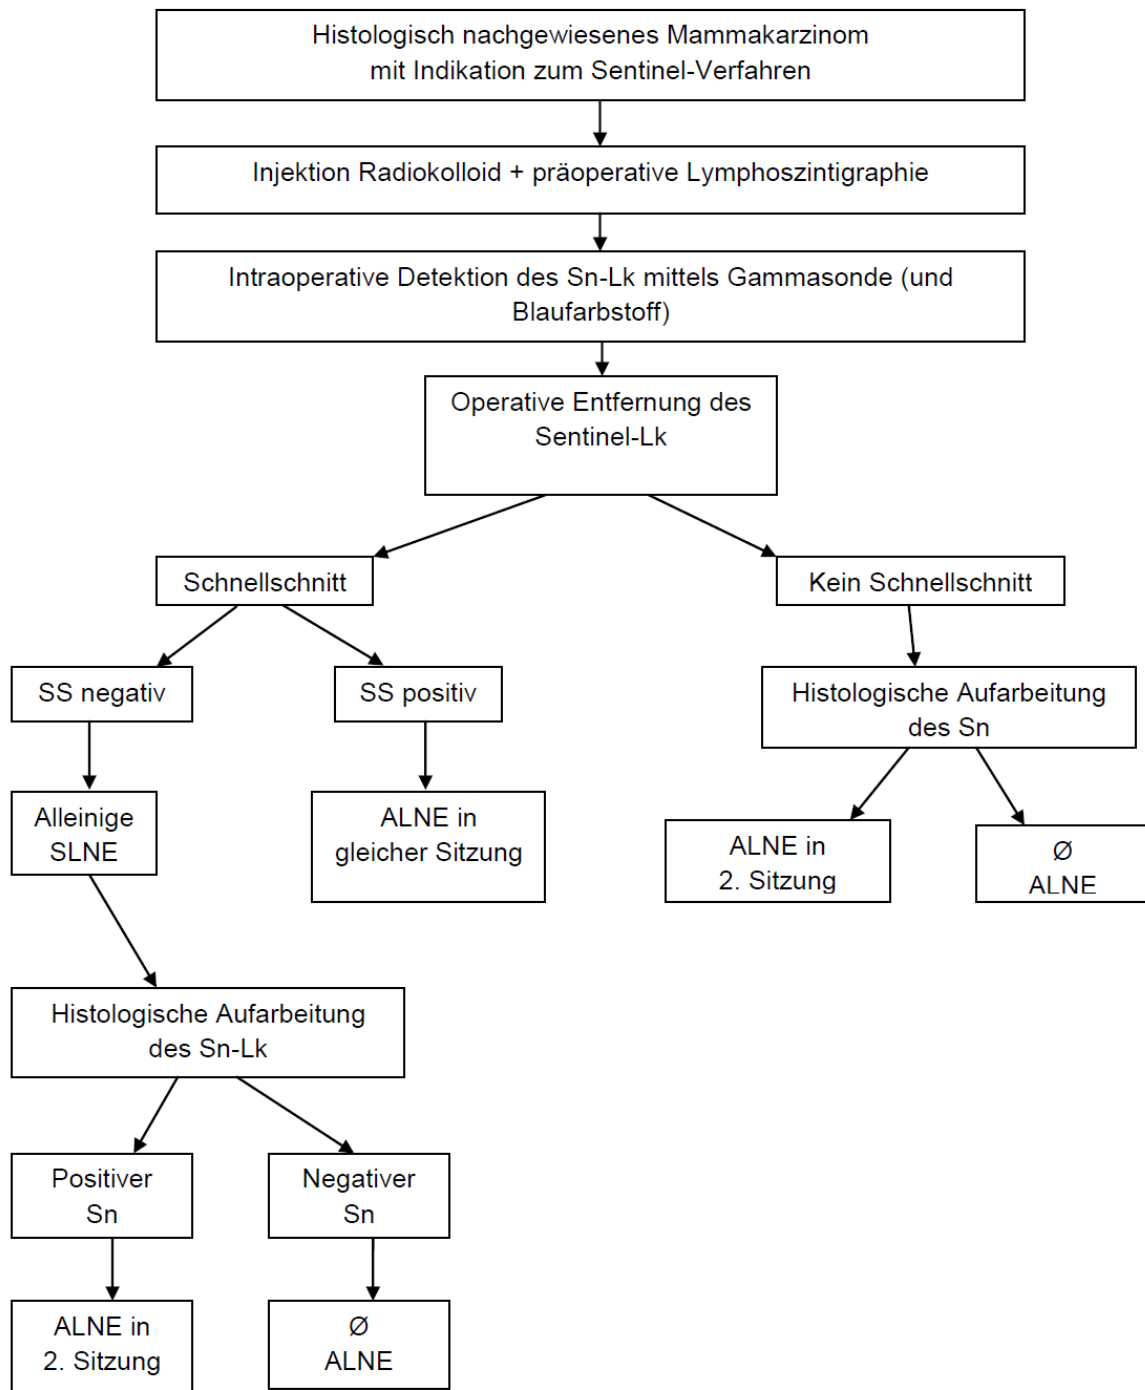 Histologisch nachgewiesenes Mammakarzinom
mit Indikation zum Sentinel-Verfahren
Injektion Radiokolloid + präoperative Lymphoszintigraphie
Intraoperative Detektion des Sn-Lk mittels Gammasonde (und
Blaufarbstoff)
Operative Entfernung des
Sentinel-Lk
Schnellschnitt
Kein Schnellschnitt
SS negativ
SS positiv
Histologische Aufarbeitung
des Sn
Alleinige
SLNE
ALNE in
gleicher Sitzung
ALNE in
2. Sitzung
Ø
ALNE
Histologische Aufarbeitung
des Sn-Lk
Positiver
Sn
Negativer
Sn
ALNE in
2. Sitzung
Ø
ALNE